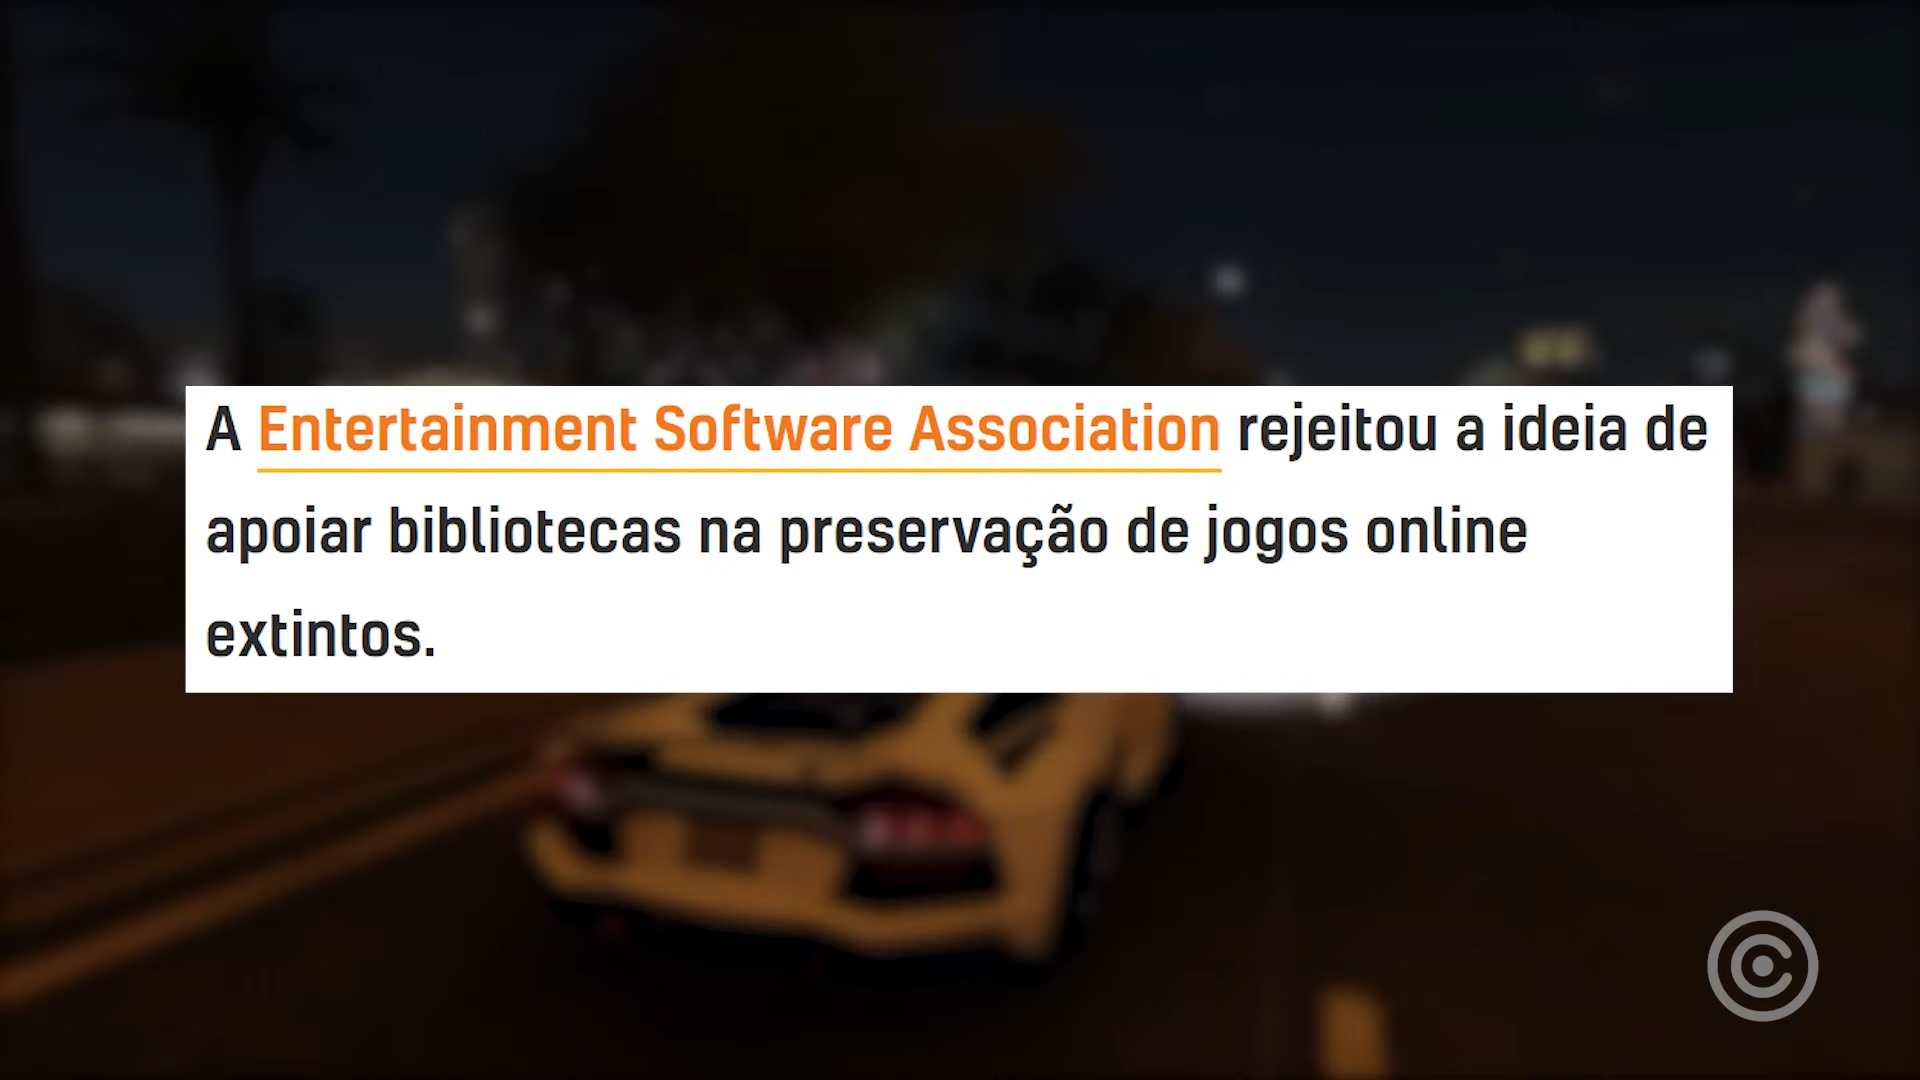 A Entertainment Software Association rejeitou a ideia de
apoiar bibliotecas na preservação de jogos online
extintos.